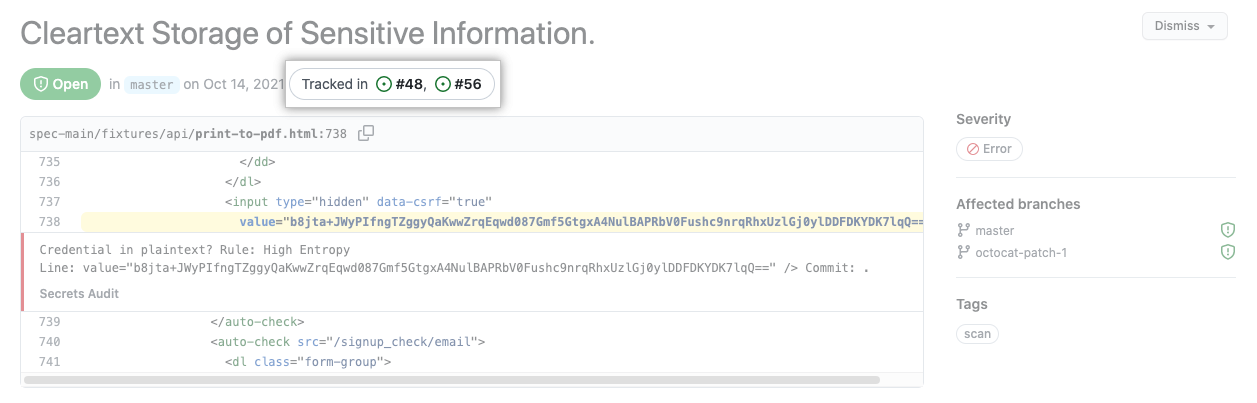 Cleartext Storage of Sensitive Information.
Dismiss
Open in master on Oct 14, 2021 Tracked in #48, #56
spec-main/fixtures/api/print-to-pdf.html:738
735 </dd>
736 </dl>
737 <input type="hidden" data-csrf="true"
738 value="b8jta+JWyPIfngTZggyQaKwwZrqEqwd087Gmf5GtgxA4NulBAPRbV0Fushc9nrqRhxUzlGj0ylDDFDKYDK7lqQ==
Credential in plaintext? Rule: High Entropy
Line: value="b8jta+JWyPIfngTZggyQaKwwZrqEqwd087Gmf5GtgxA4NulBAPRbV0Fushc9nrqRhxUzlGj0ylDDFDKYDK7lqQ==" /> Commit: .
Secrets Audit
739 </auto-check>
740 <auto-check src="/signup_check/email">
741 <dl class="form-group">
Severity
Error
Affected branches
master
octocat-patch-1
Tags
scan